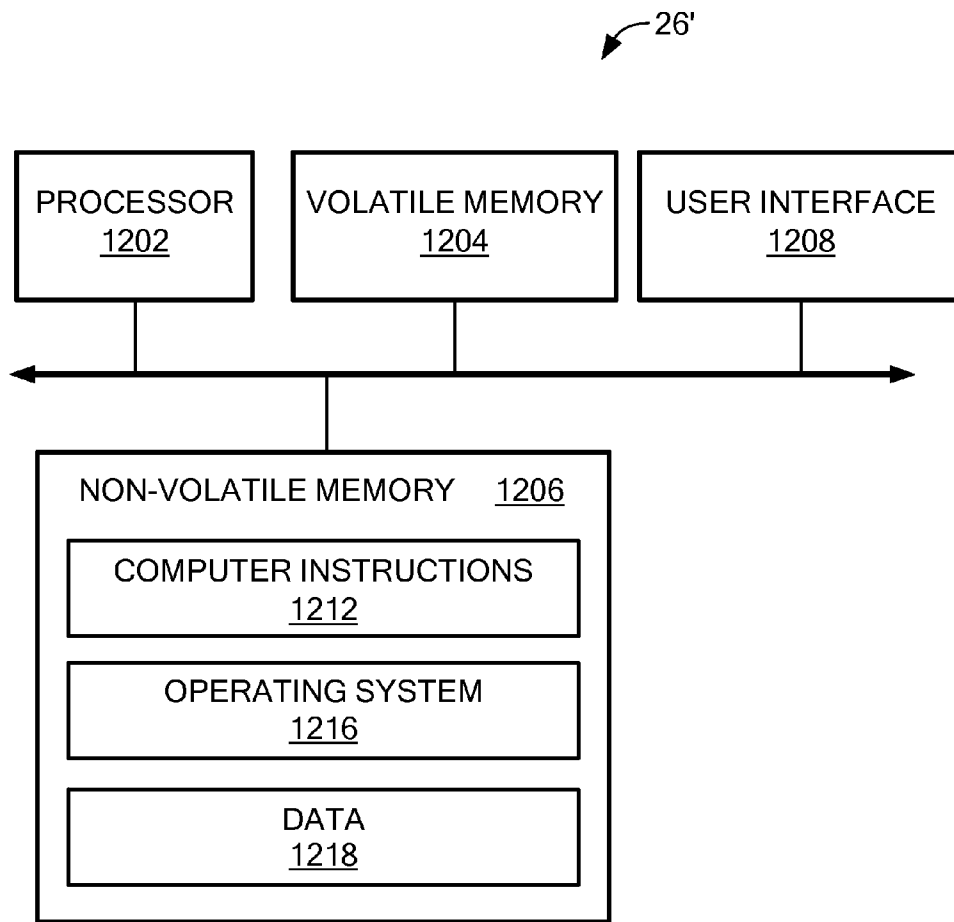 26'
PROCESSOR
1202
VOLATILE MEMORY
1204
USER INTERFACE
1208
NON-VOLATILE MEMORY 1206
COMPUTER INSTRUCTIONS
1212
OPERATING SYSTEM
1216
DATA
1218